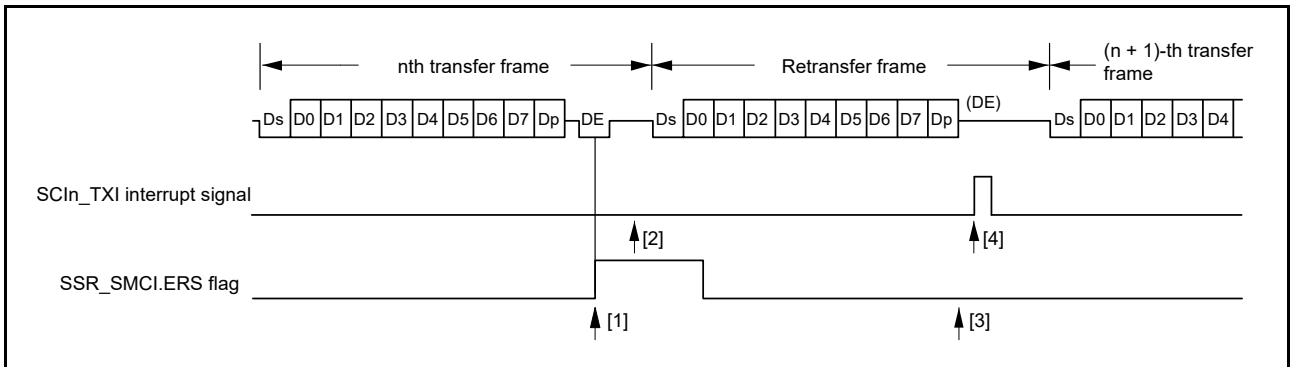 nth transfer frame
Retransfer frame
(n + 1)-th transfer
frame
Ds D0 D1 D2 D3 D4 D5 D6 D7 Dp DE Ds D0 D1 D2 D3 D4 D5 D6 D7 Dp (DE) Ds D0 D1 D2 D3 D4
SCIn_TXI interrupt signal
[2]
[4]
SSR_SMCI.ERS flag
[1]
[3]